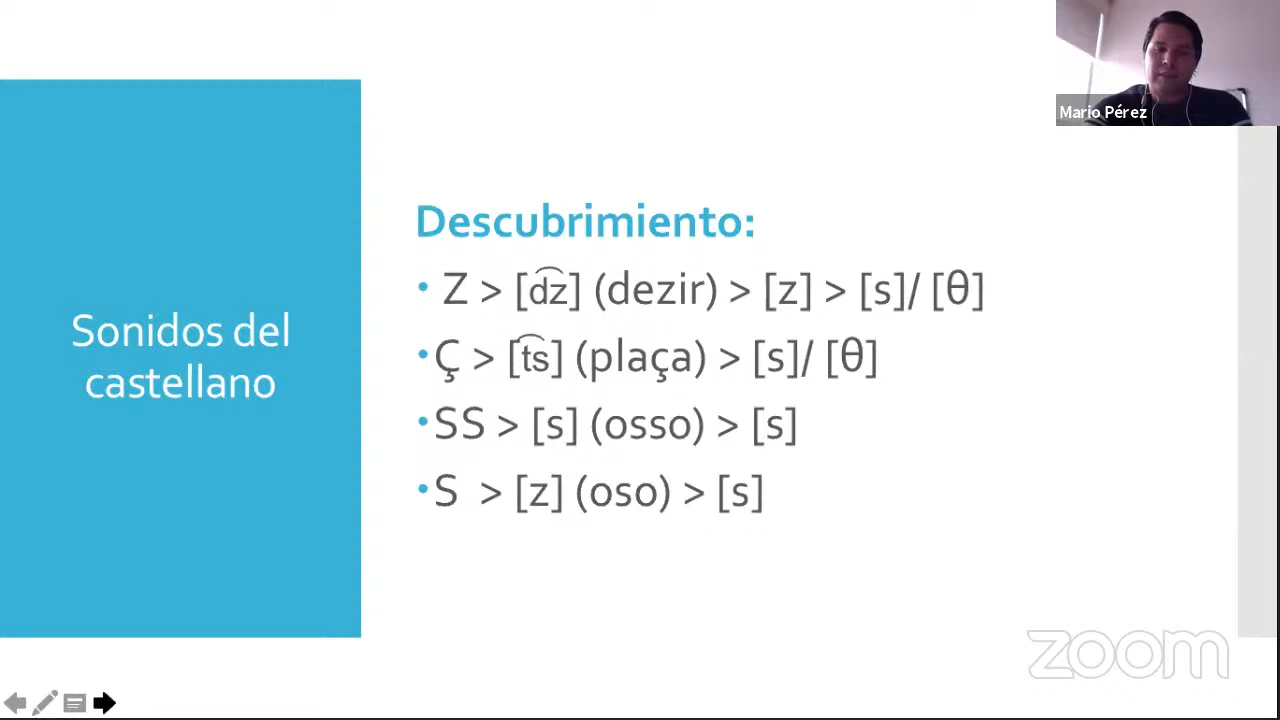 Mario Pérez
Sonidos del
castellano
Descubrimiento:
• Z > [d͡z] (dezir) > [z] > [s]/ [θ]
• Ç > [t͡s] (plaça) > [s]/ [θ]
• SS > [s] (osso) > [s]
• S > [z] (oso) > [s]
zoom